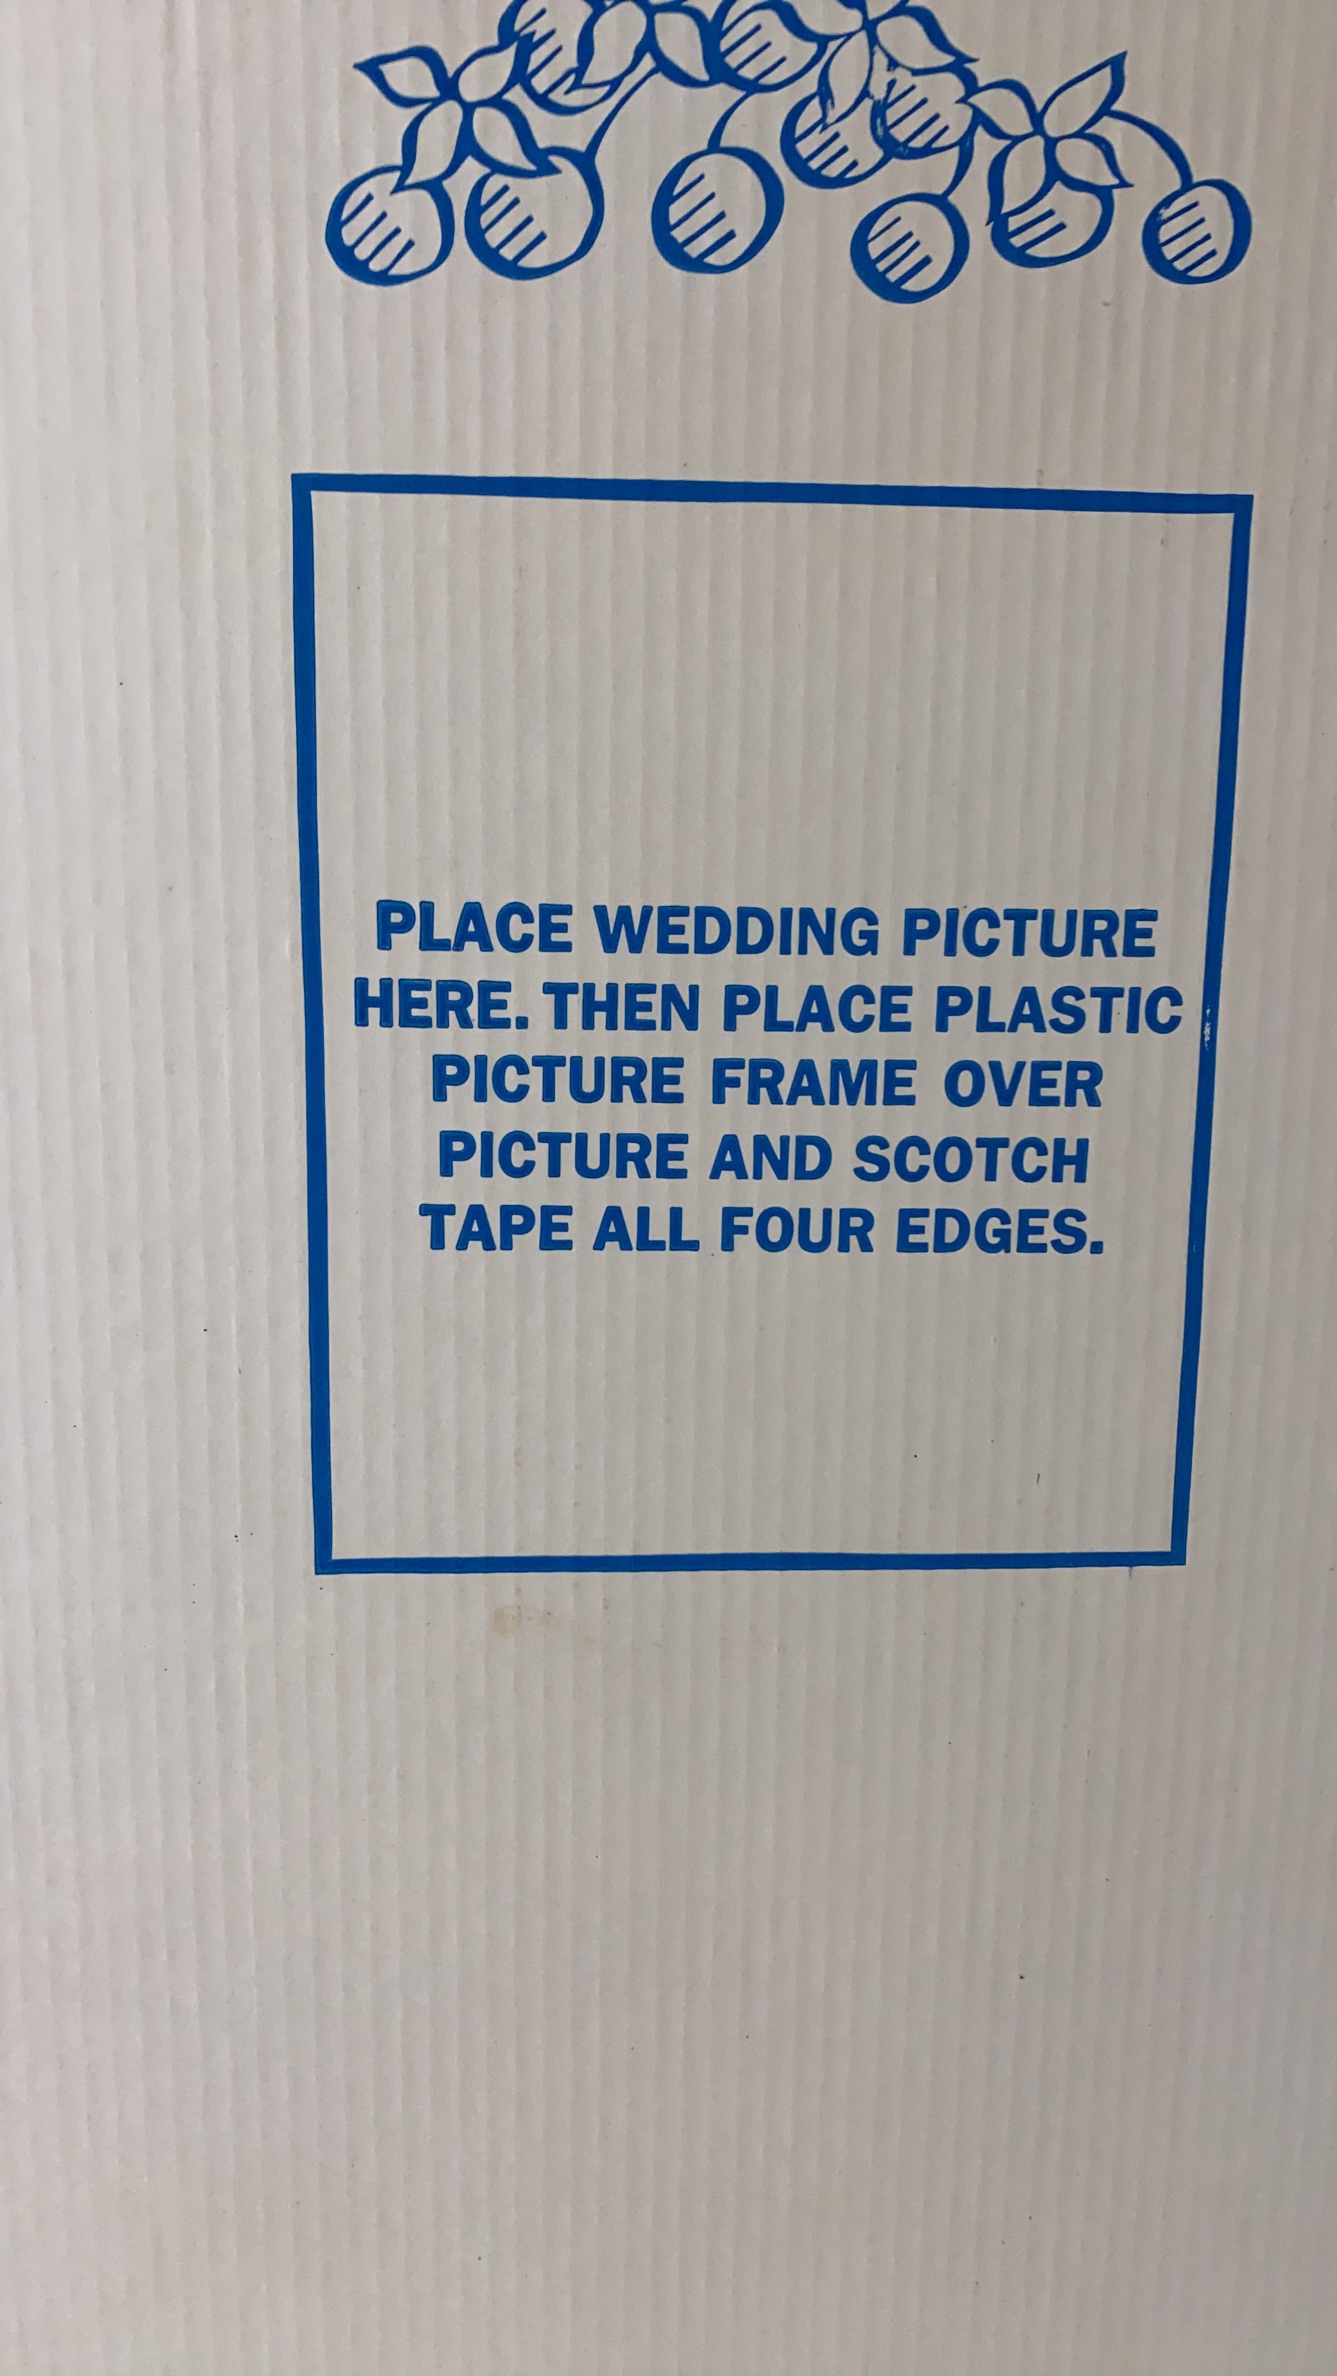 PLACE WEDDING PICTURE
HERE. THEN PLACE PLASTIC
PICTURE FRAME OVER
PICTURE AND SCOTCH
TAPE ALL FOUR EDGES.